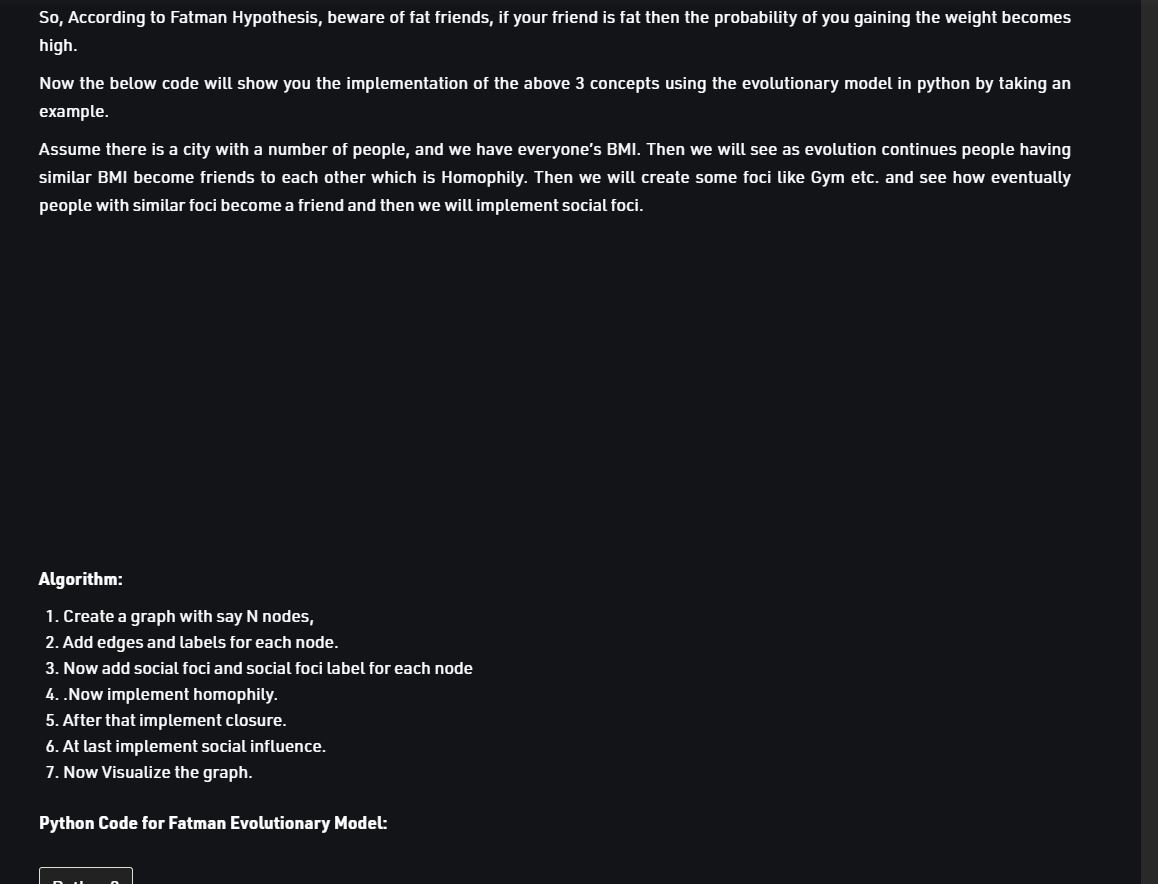 So, According to Fatman Hypothesis, beware of fat friends, if your friend is fat then the probability of you gaining the weight becomes
high.
Now the below code will show you the implementation of the above 3 concepts using the evolutionary model in python by taking an
example.
Assume there is a city with a number of people, and we have everyone’s BMI. Then we will see as evolution continues people having
similar BMI become friends to each other which is Homophily. Then we will create some foci like Gym etc. and see how eventually
people with similar foci become a friend and then we will implement social foci.
Algorithm:
1. Create a graph with say N nodes,
2. Add edges and labels for each node.
3. Now add social foci and social foci label for each node
4. .Now implement homophily.
5. After that implement closure.
6. At last implement social influence.
7. Now Visualize the graph.
Python Code for Fatman Evolutionary Model: